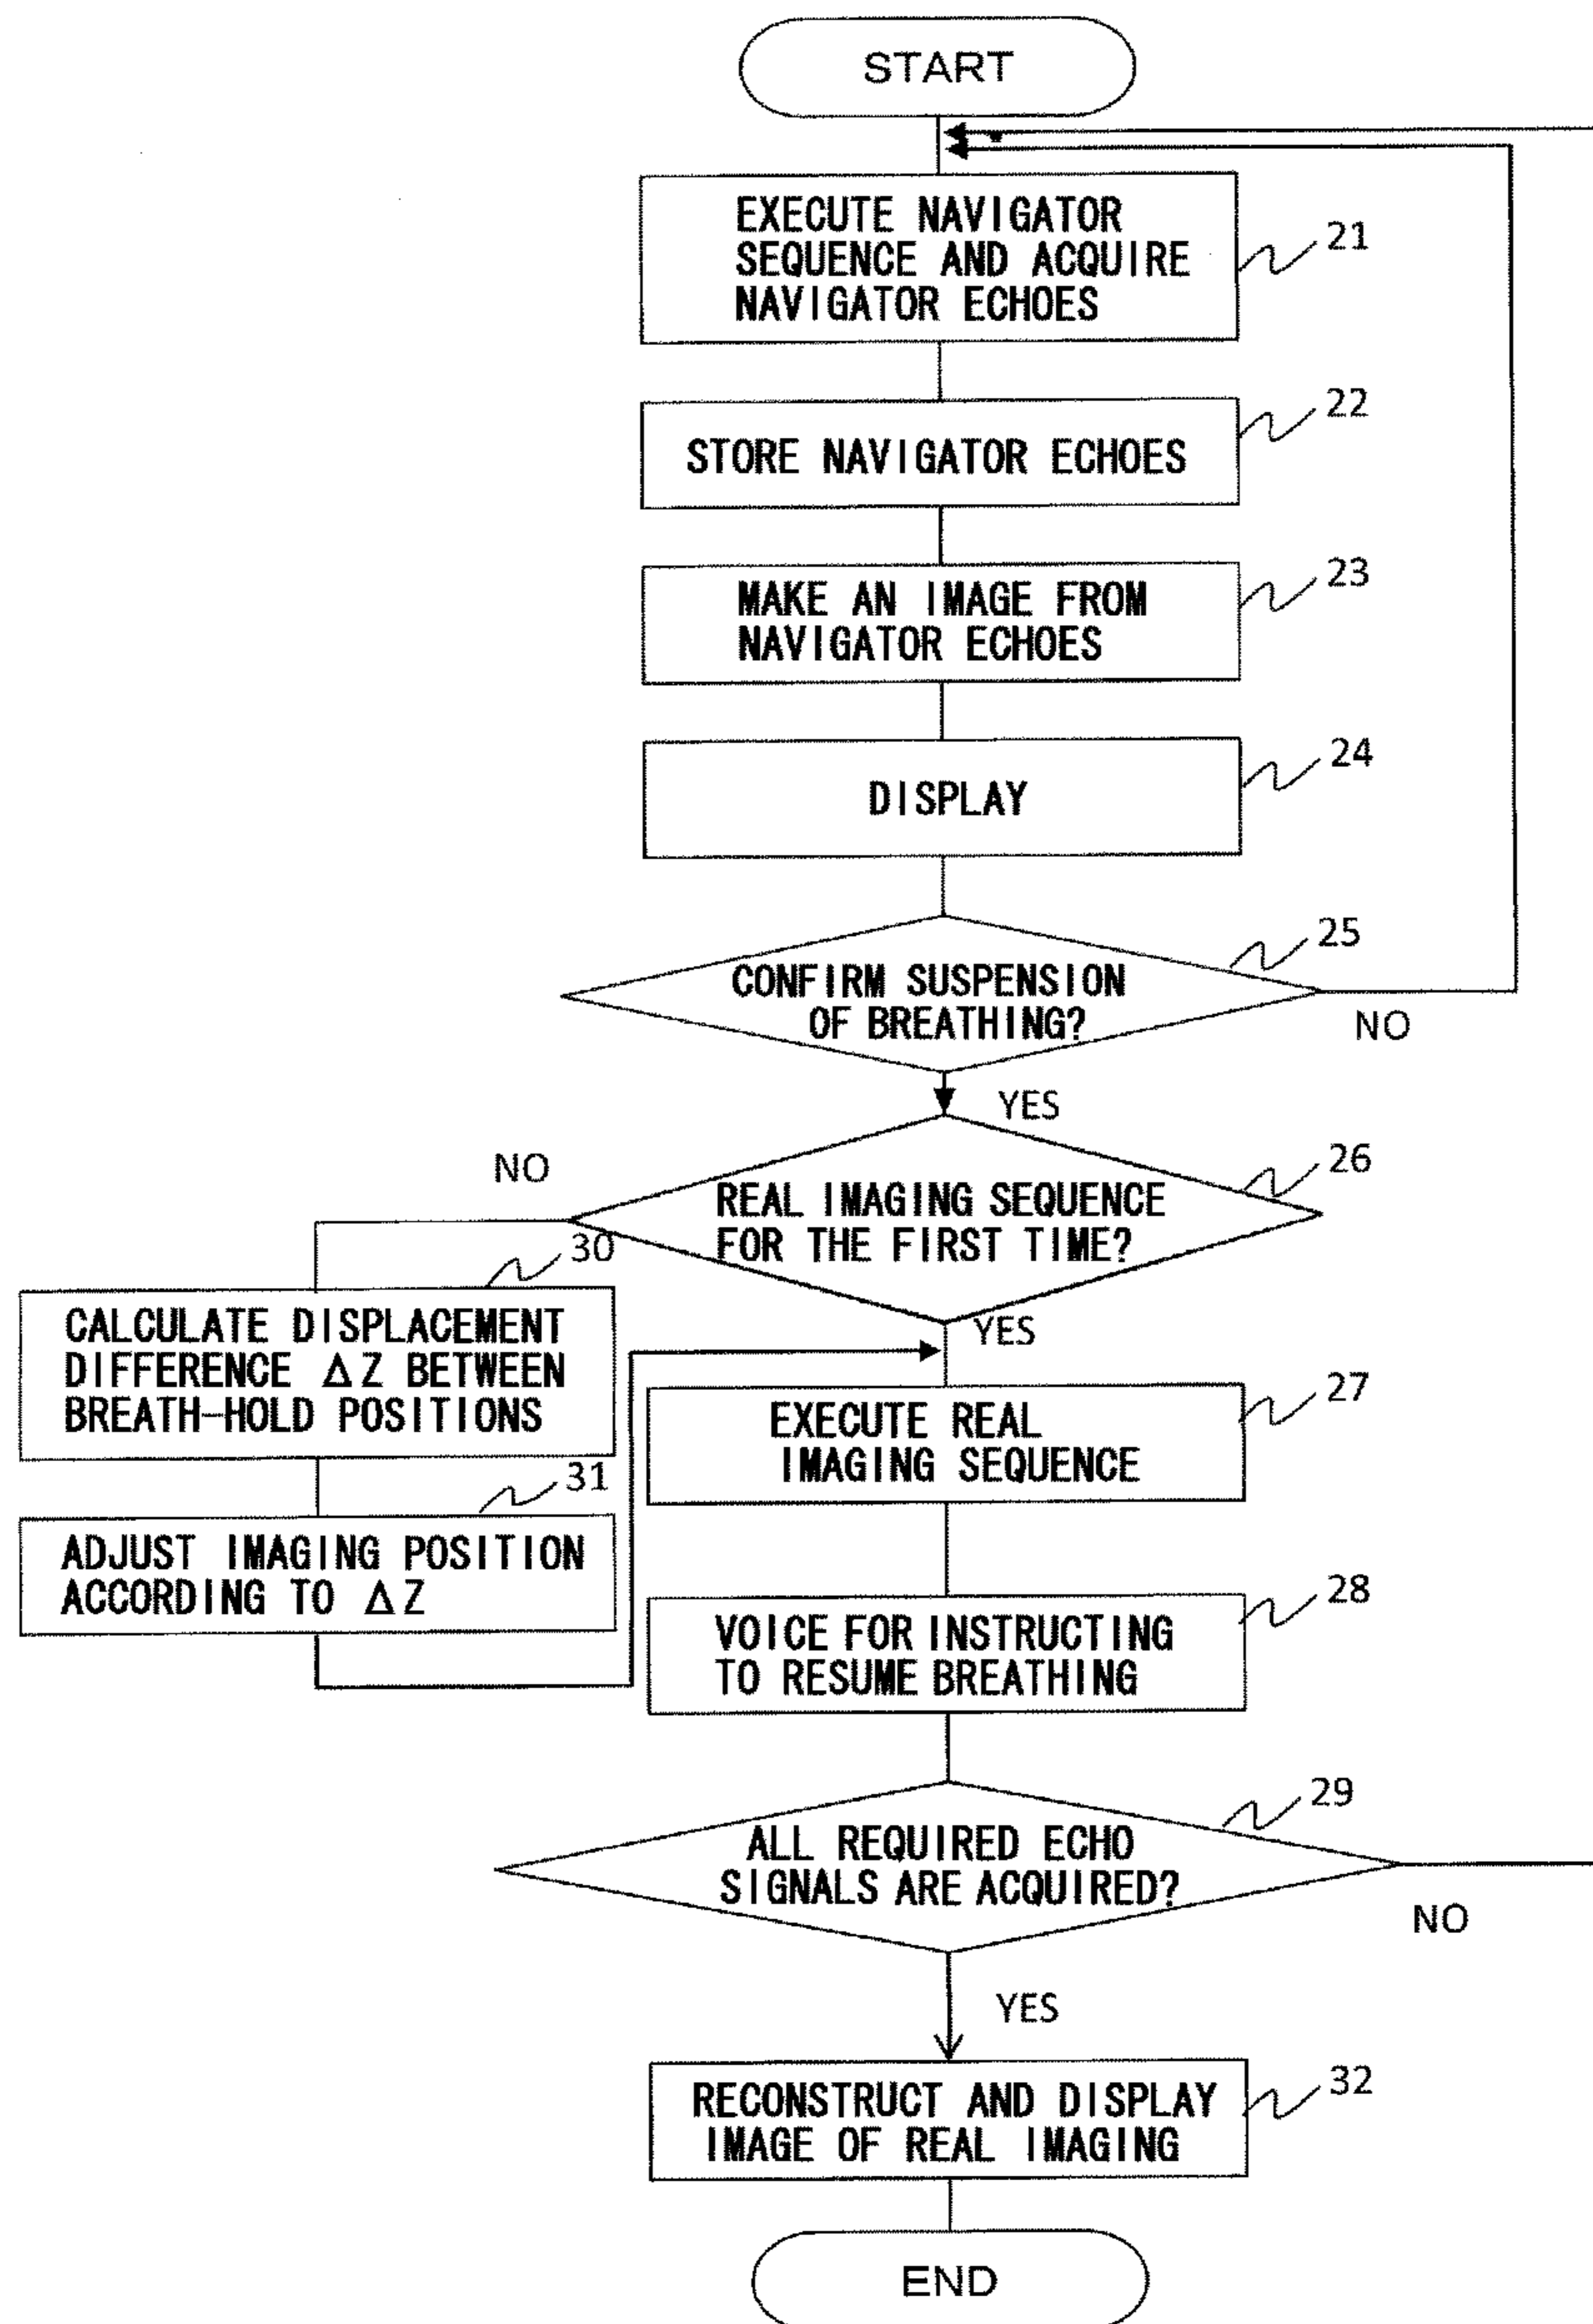 START
EXECUTE NAVIGATOR
SEQUENCE AND ACQUIRE
NAVIGATOR ECHOES
21
STORE NAVIGATOR ECHOES
22
MAKE AN IMAGE FROM
NAVIGATOR ECHOES
23
DISPLAY
24
CONFIRM SUSPENSION
OF BREATHING?
25
NO
YES
REAL IMAGING SEQUENCE
FOR THE FIRST TIME?
26
NO
YES
CALCULATE DISPLACEMENT
DIFFERENCE ΔZ BETWEEN
BREATH-HOLD POSITIONS
30
ADJUST IMAGING POSITION
ACCORDING TO ΔZ
31
EXECUTE REAL
IMAGING SEQUENCE
27
VOICE FOR INSTRUCTING
TO RESUME BREATHING
28
ALL REQUIRED ECHO
SIGNALS ARE ACQUIRED?
29
NO
YES
RECONSTRUCT AND DISPLAY
IMAGE OF REAL IMAGING
32
END